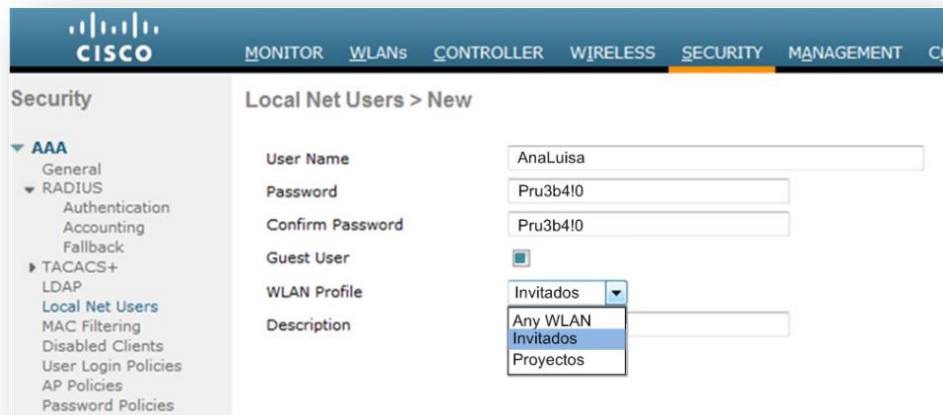 CISCO
MONITOR WLANs CONTROLLER WIRELESS SECURITY MANAGEMENT
Security
AAA
General
RADIUS
Authentication
Accounting
Fallback
TACACS+
LDAP
Local Net Users
MAC Filtering
Disabled Clients
User Login Policies
AP Policies
Password Policies
Local Net Users > New
User Name AnaLuisa
Password Pru3b4!0
Confirm Password Pru3b4!0
Guest User
WLAN Profile Invitados
Any WLAN
Invitados
Proyectos
Description